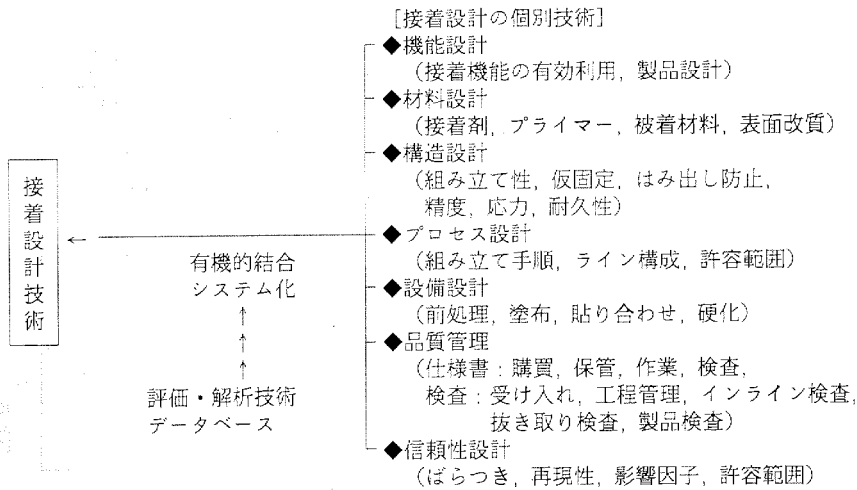 [接着設計の個別技術]
◆機能設計
(接着機能の有効利用, 製品設計)
◆材料設計
(接着剤, プライマー, 被着材料, 表面改質)
◆構造設計
(組み立て性, 仮固定, はみ出し防止,
精度, 応力, 耐久性)
◆プロセス設計
(組み立て手順, ライン構成, 許容範囲)
◆設備設計
(前処理, 塗布, 貼り合わせ, 硬化)
◆品質管理
(仕様書:購買, 保管, 作業, 検査,
検査:受け入れ, 工程管理, インライン検査,
抜き取り検査, 製品検査)
◆信頼性設計
(ばらつき, 再現性, 影響因子, 許容範囲)
有機的結合
システム化
↑
↑
↑
評価・解析技術
データベース
←
接着設計技術